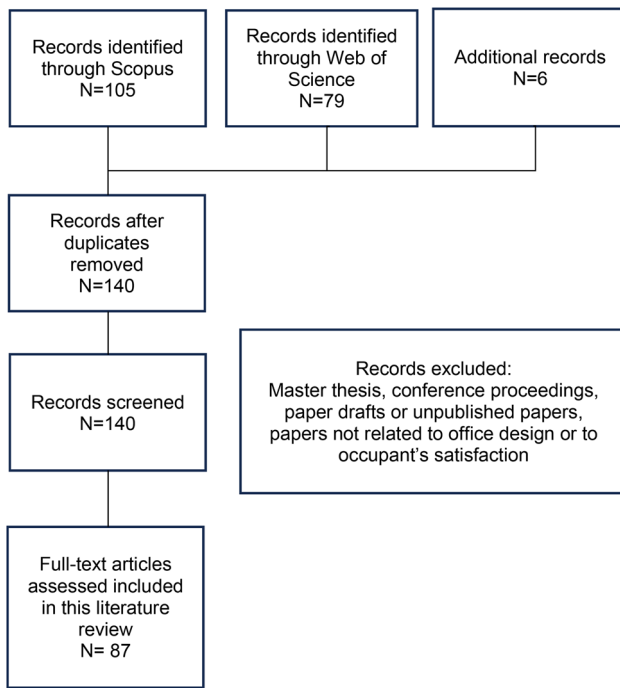 Records identified
through Scopus
N=105
Records identified
through Web of
Science
N=79
Additional records
N=6
Records after
duplicates
removed
N=140
Records screened
N=140
Records excluded:
Master thesis, conference proceedings,
paper drafts or unpublished papers,
papers not related to office design or to
occupant’s satisfaction
Full-text articles
assessed included
in this literature
review
N= 87